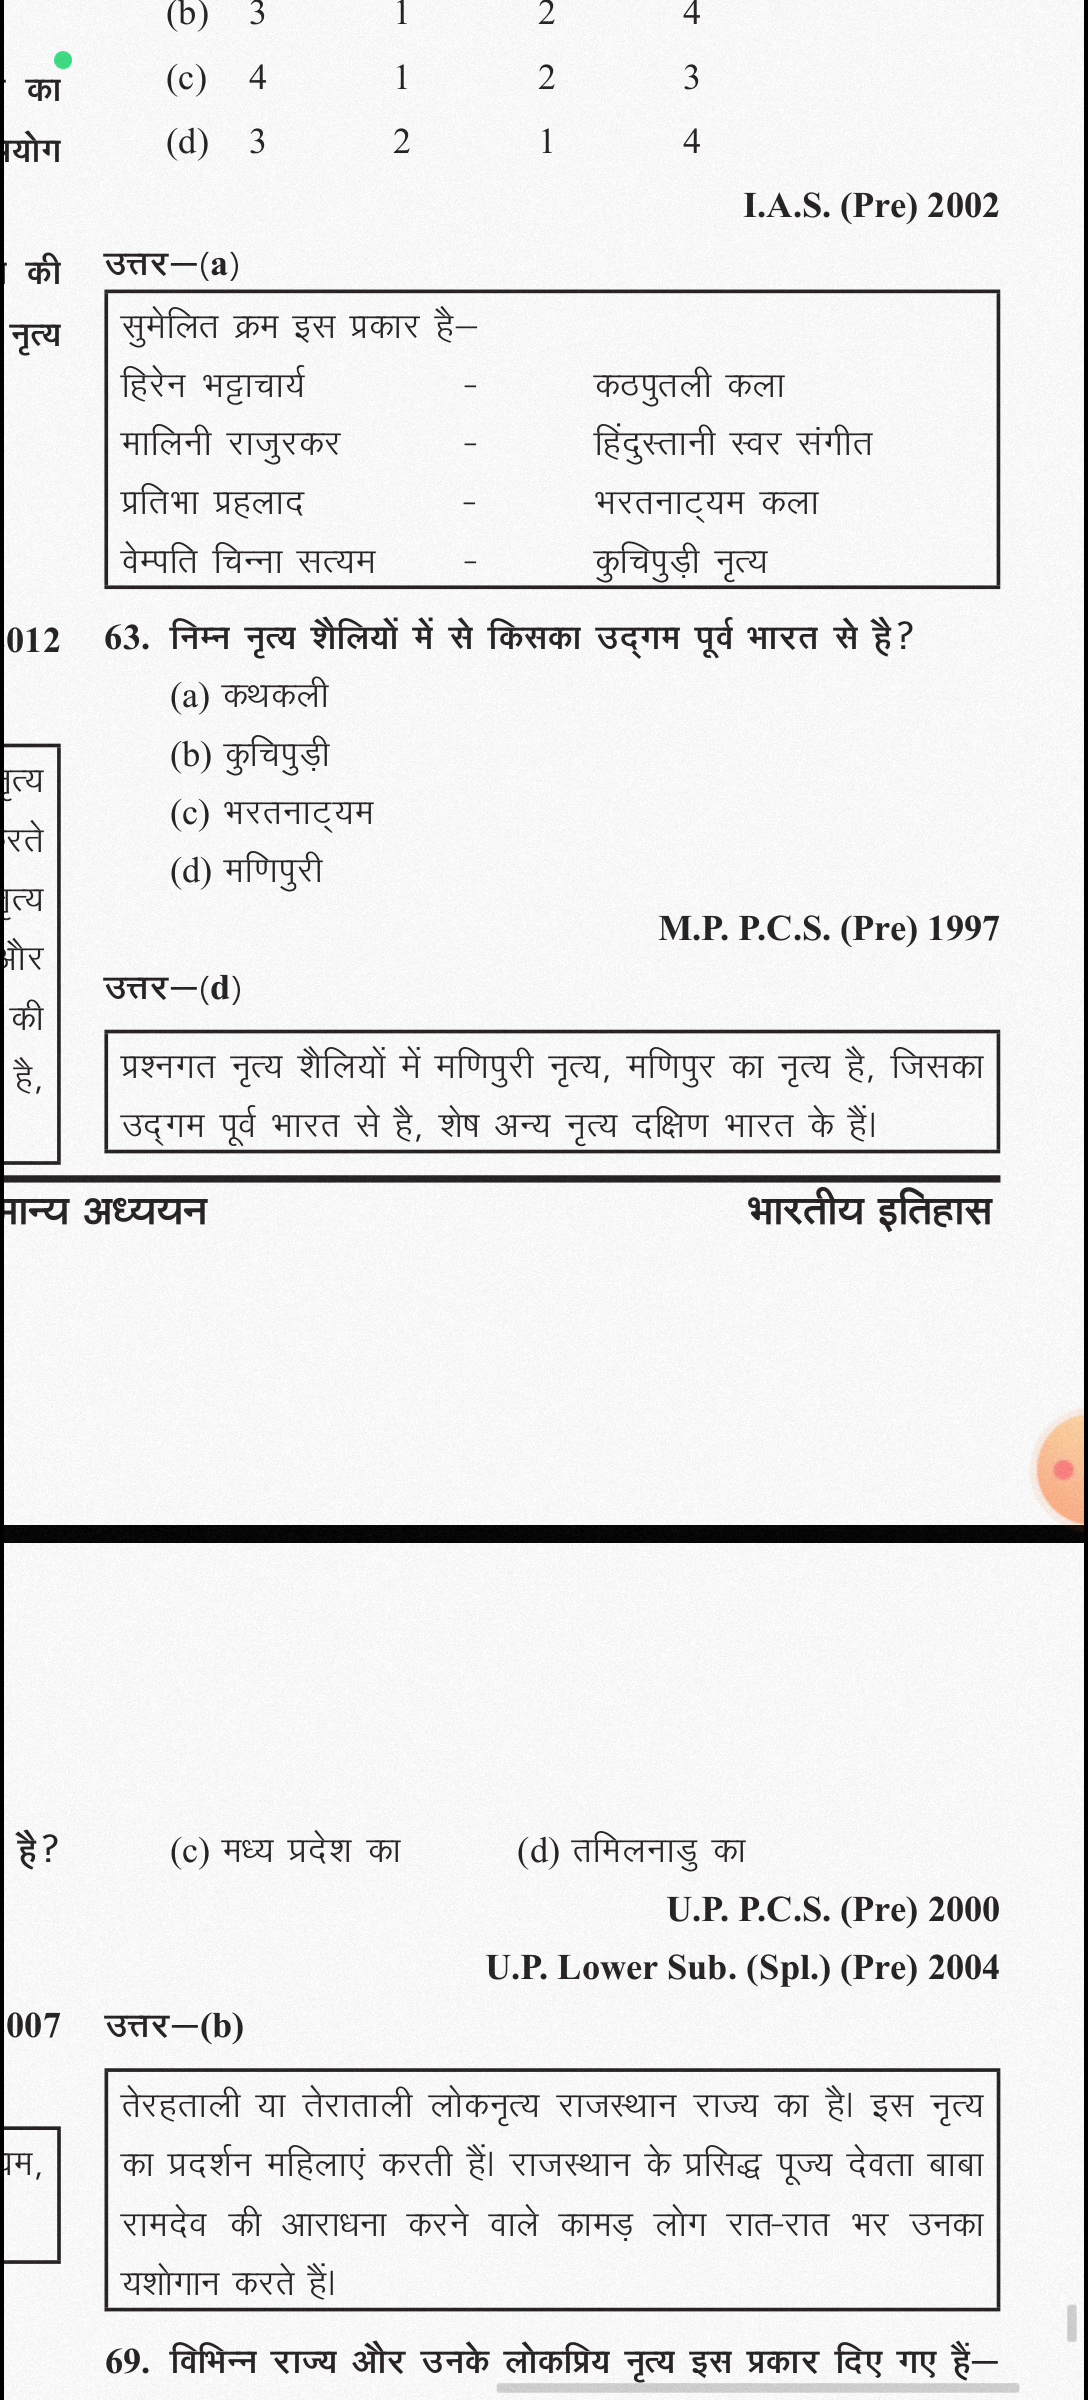 (b) 3 1 2 4
(c) 4 1 2 3
(d) 3 2 1 4
I.A.S. (Pre) 2002
उत्तर—(a)
सुमेलित क्रम इस प्रकार है—
हिरेन भट्टाचार्य - कठपुतली कला
मालिनी राजुरकर - हिंदुस्तानी स्वर संगीत
प्रतिभा प्रहलाद - भरतनाट्यम कला
वेम्पति चिन्ना सत्यम - कुचिपुड़ी नृत्य
63. निम्न नृत्य शैलियों में से किसका उद्गम पूर्व भारत से है?
(a) कथकली
(b) कुचिपुड़ी
(c) भरतनाट्यम
(d) मणिपुरी
M.P. P.C.S. (Pre) 1997
उत्तर—(d)
प्रश्नगत नृत्य शैलियों में मणिपुरी नृत्य, मणिपुर का नृत्य है, जिसका
उद्गम पूर्व भारत से है, शेष अन्य नृत्य दक्षिण भारत के हैं।
का
की
नृत्य
012
और
की
है,
अध्ययन भारतीय इतिहास
है?
007
(c) मध्य प्रदेश का (d) तमिलनाडु का
U.P. P.C.S. (Pre) 2000
U.P. Lower Sub. (Spl.) (Pre) 2004
उत्तर—(b)
तेरहताली या तेराताली लोकनृत्य राजस्थान राज्य का है। इस नृत्य
का प्रदर्शन महिलाएं करती हैं। राजस्थान के प्रसिद्ध पूज्य देवता बाबा
रामदेव की आराधना करने वाले कामड़ लोग रात-रात भर उनका
यशोगान करते हैं।
69. विभिन्न राज्य और उनके लोकप्रिय नृत्य इस प्रकार दिए गए हैं—